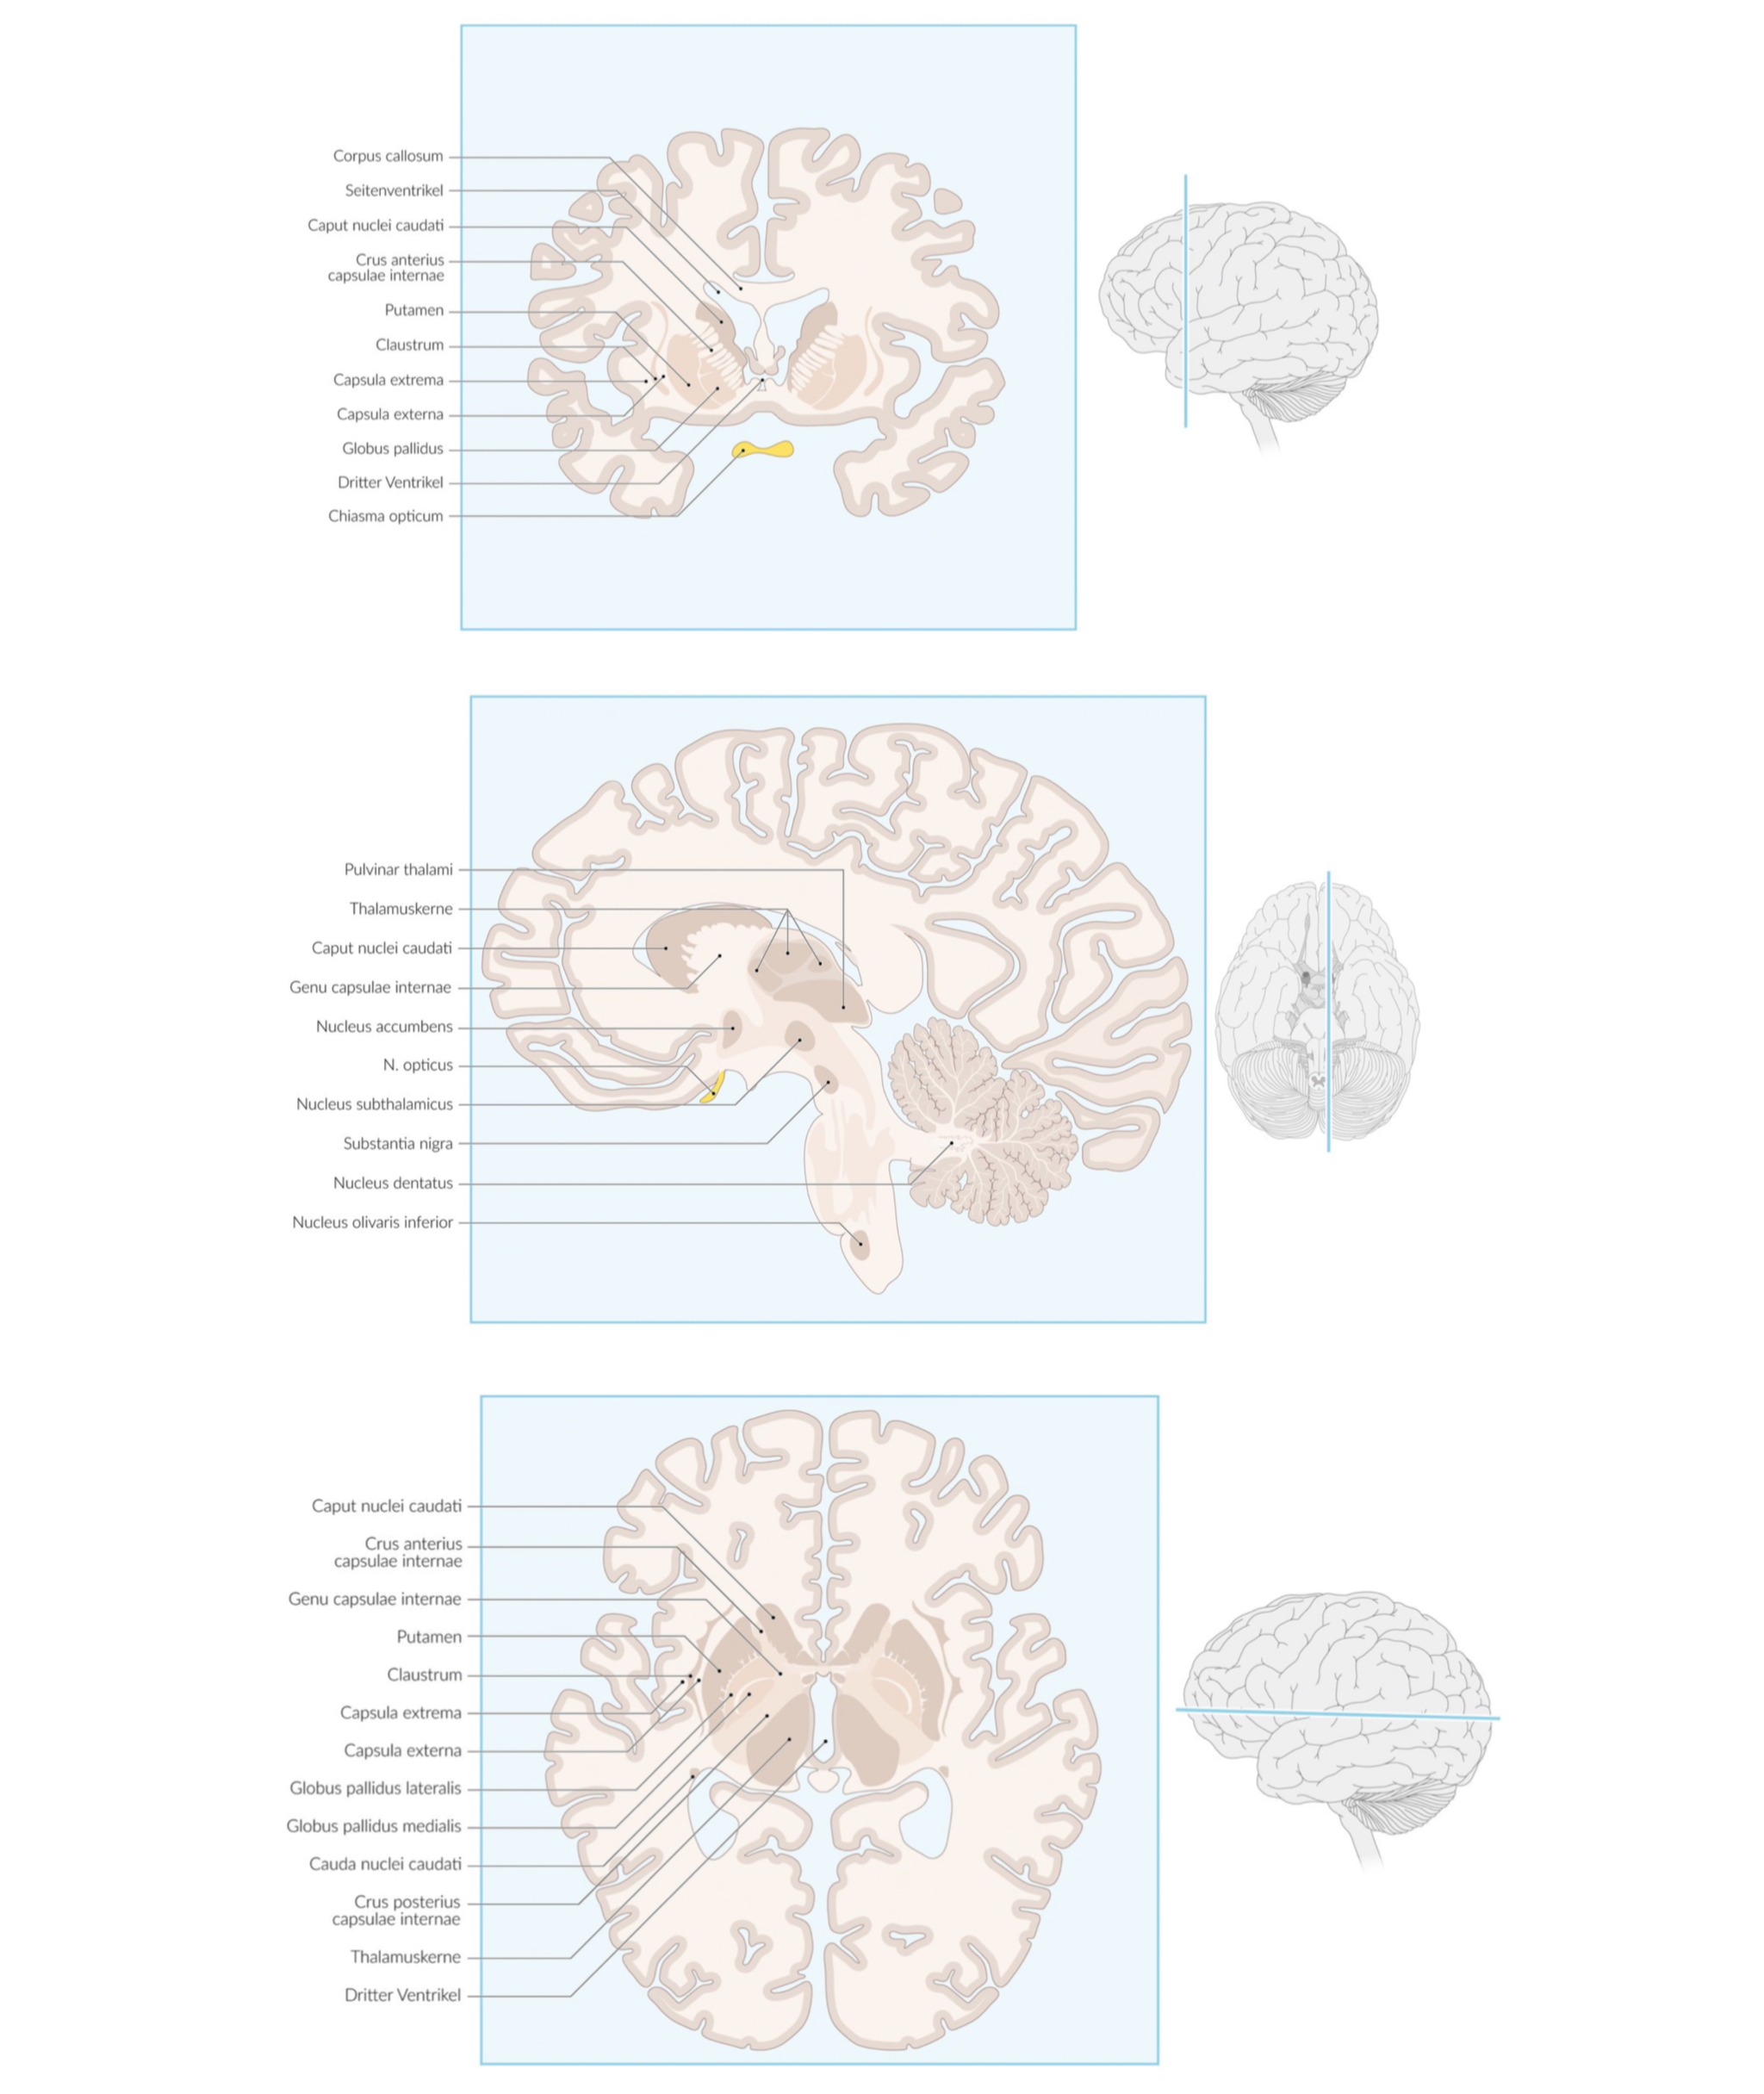 Corpus callosum
Seitenventrikel
Caput nuclei caudati
Crus anterius
capsulae internae
Putamen
Claustrum
Capsula extrema
Capsula externa
Globus pallidus
Dritter Ventrikel
Chiasma opticum
Pulvinar thalami
Thalamuskerne
Caput nuclei caudati
Genu capsulae internae
Nucleus accumbens
N. opticus
Nucleus subthalamicus
Substantia nigra
Nucleus dentatus
Nucleus olivaris inferior
Caput nuclei caudati
Crus anterius
capsulae internae
Genu capsulae internae
Putamen
Claustrum
Capsula extrema
Capsula externa
Globus pallidus lateralis
Globus pallidus medialis
Cauda nuclei caudati
Crus posterius
capsulae internae
Thalamuskerne
Dritter Ventrikel